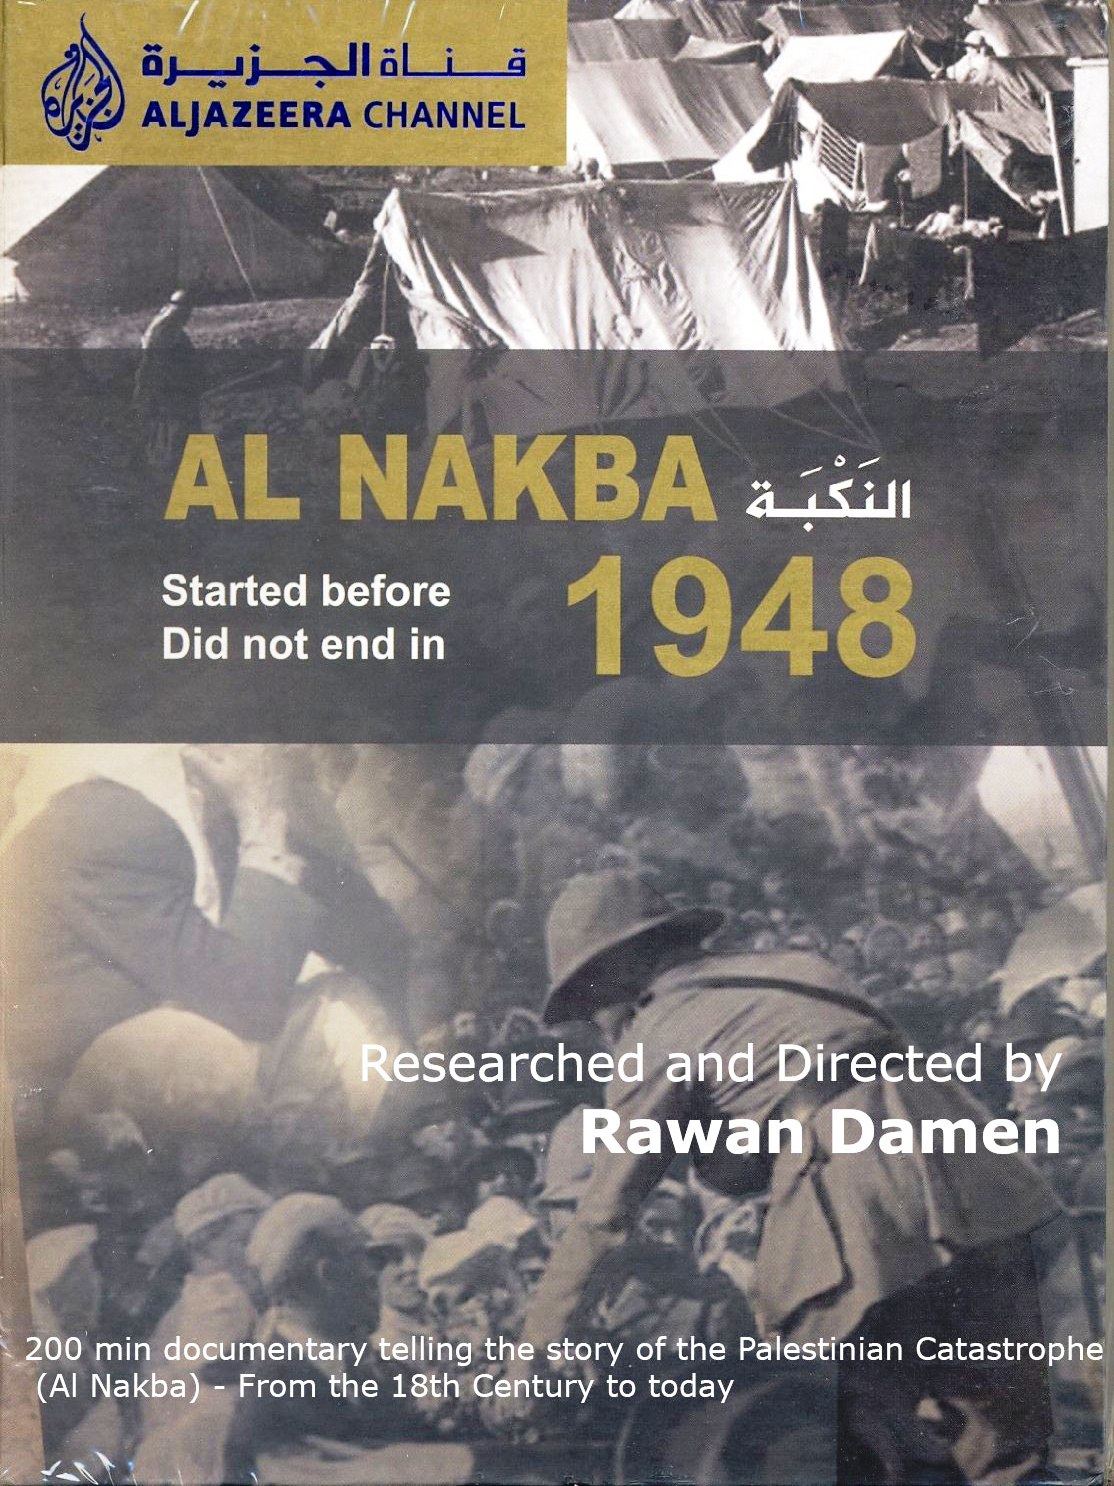 قناة الجزيرة
ALJAZEERA CHANNEL
AL NAKBA النَكْبَة
Started before
Did not end in
1948
Researched and Directed by
Rawan Damen
200 min documentary telling the story of the Palestinian Catastrophe
(Al Nakba) - From the 18th Century to today